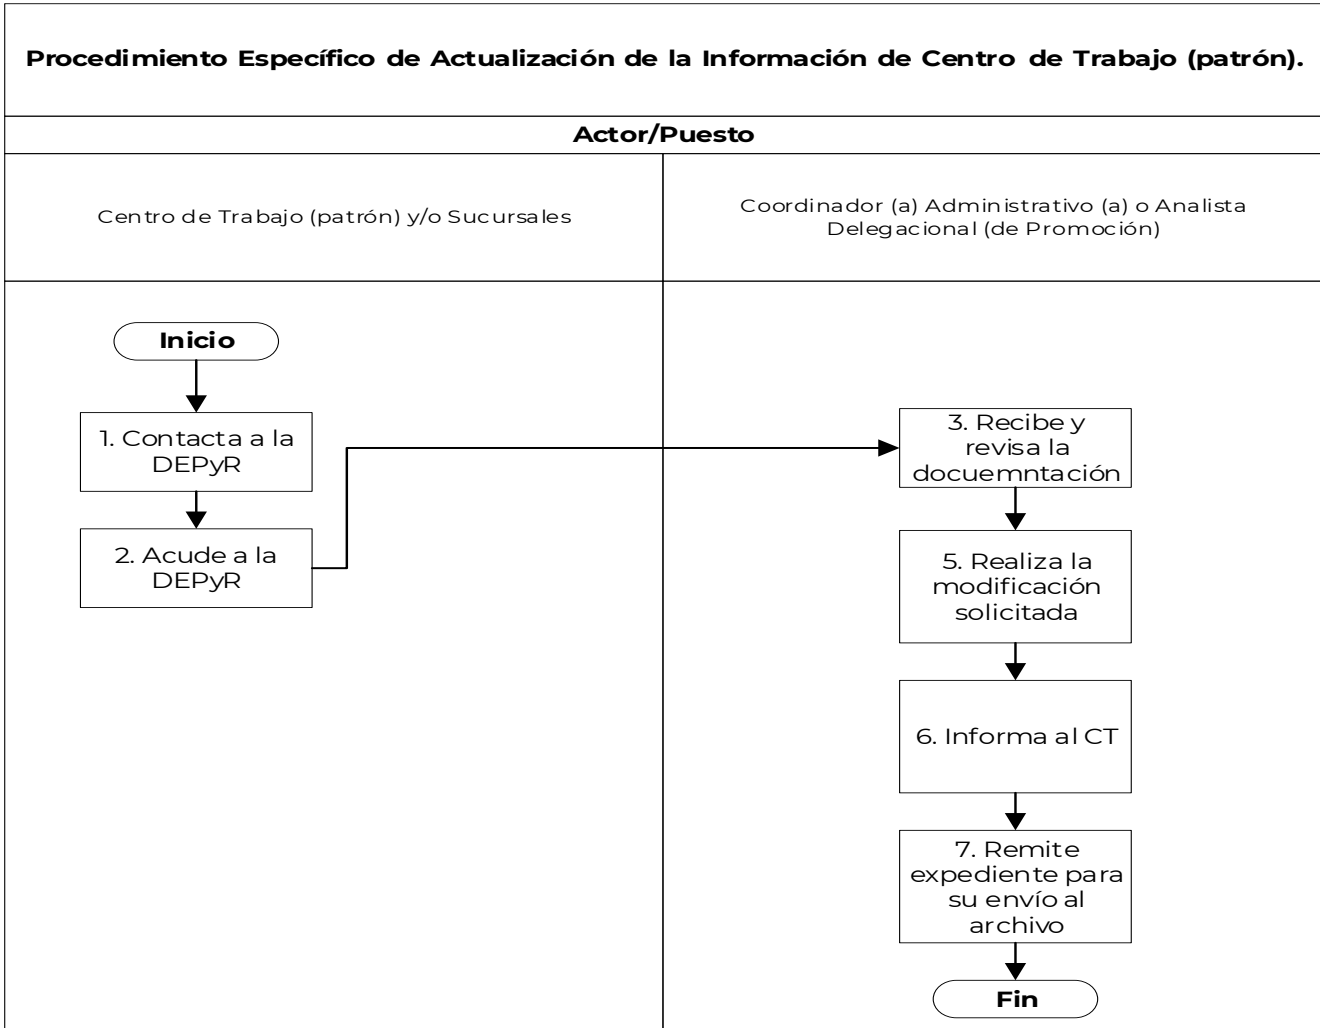 Procedimiento Específico de Actualización de la Información de Centro de Trabajo (patrón).
Actor/Puesto
Centro de Trabajo (patrón) y/o Sucursales
Coordinador (a) Administrativo (a) o Analista
Delegacional (de Promoción)
Inicio
1. Contacta a la
DEPyR
2. Acude a la
DEPyR
3. Recibe y
revisa la
docuemntación
5. Realiza la
modificación
solicitada
6. Informa al CT
7. Remite
expediente para
su envío al
archivo
Fin